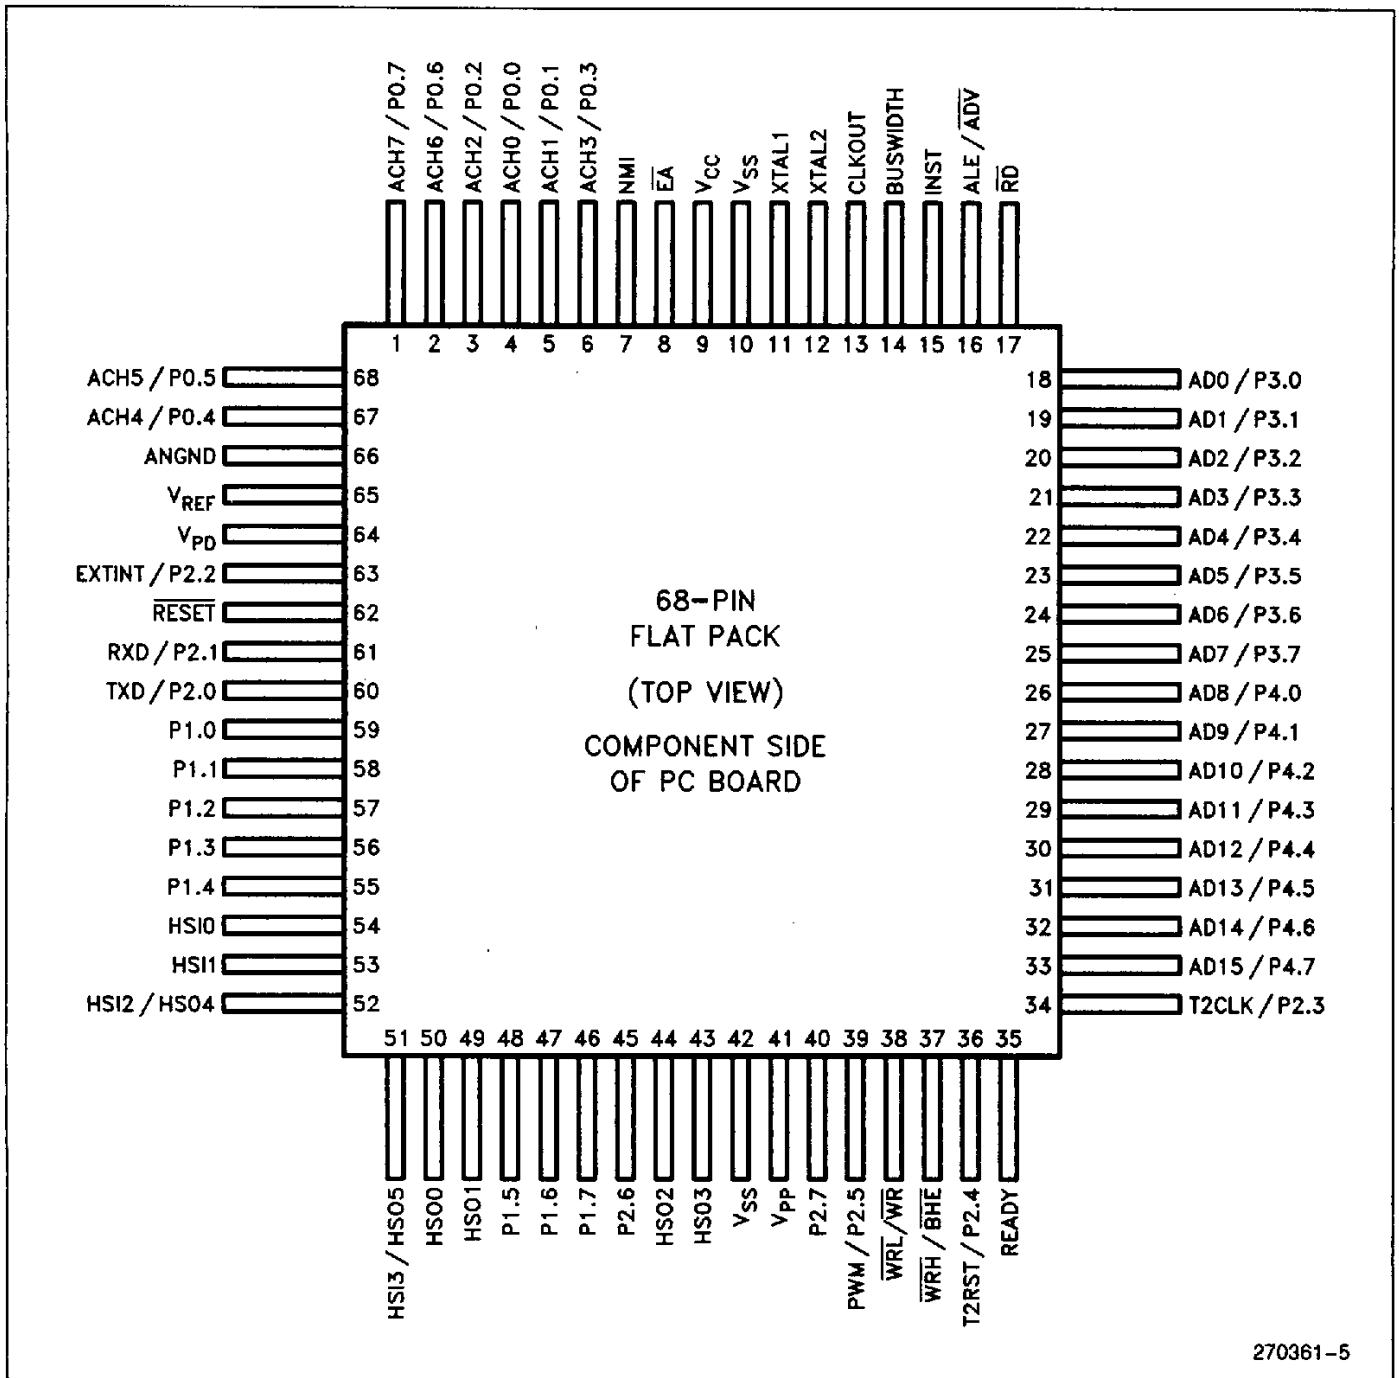 ACH7 / P0.7
ACH6 / P0.6
ACH2 / P0.2
ACH0 / P0.0
ACH1 / P0.1
ACH3 / P0.3
NMI
E̅A̅
VCC
VSS
XTAL1
XTAL2
CLKOUT
BUSWIDTH
INST
ALE / A̅D̅V̅
R̅D̅
1 2 3 4 5 6 7 8 9 10 11 12 13 14 15 16 17
ACH5 / P0.5 68
ACH4 / P0.4 67
ANGND 66
VREF 65
VPD 64
EXTINT / P2.2 63
R̅E̅S̅E̅T̅ 62
RXD / P2.1 61
TXD / P2.0 60
P1.0 59
P1.1 58
P1.2 57
P1.3 56
P1.4 55
HSI0 54
HSI1 53
HSI2 / HSO4 52
68-PIN
FLAT PACK
(TOP VIEW)
COMPONENT SIDE
OF PC BOARD
18 AD0 / P3.0
19 AD1 / P3.1
20 AD2 / P3.2
21 AD3 / P3.3
22 AD4 / P3.4
23 AD5 / P3.5
24 AD6 / P3.6
25 AD7 / P3.7
26 AD8 / P4.0
27 AD9 / P4.1
28 AD10 / P4.2
29 AD11 / P4.3
30 AD12 / P4.4
31 AD13 / P4.5
32 AD14 / P4.6
33 AD15 / P4.7
34 T2CLK / P2.3
51 50 49 48 47 46 45 44 43 42 41 40 39 38 37 36 35
HSI3 / HSO5
HSO0
HSO1
P1.5
P1.6
P1.7
P2.6
HSO2
HSO3
VSS
VPP
P2.7
PWM / P2.5
W̅R̅L̅/W̅R̅
W̅R̅H̅ / B̅H̅E̅
T2RST / P2.4
READY
270361-5